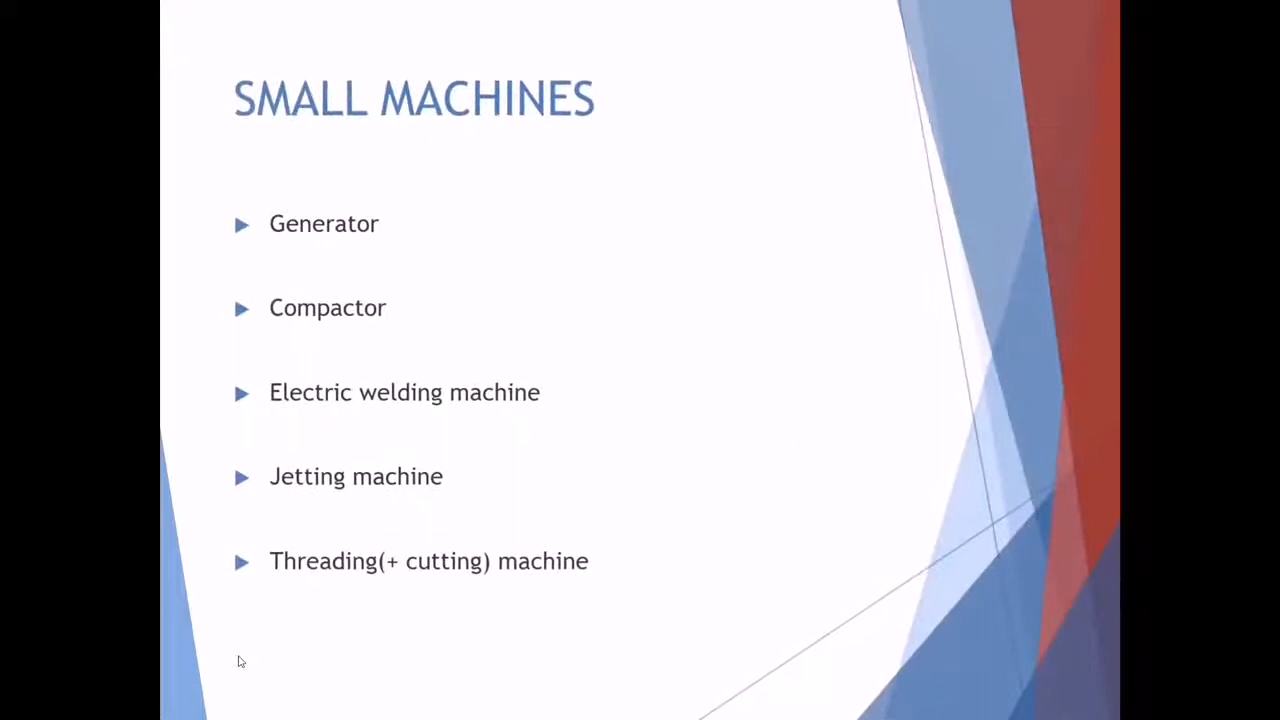 SMALL MACHINES
Generator
Compactor
Electric welding machine
Jetting machine
Threading(+ cutting) machine